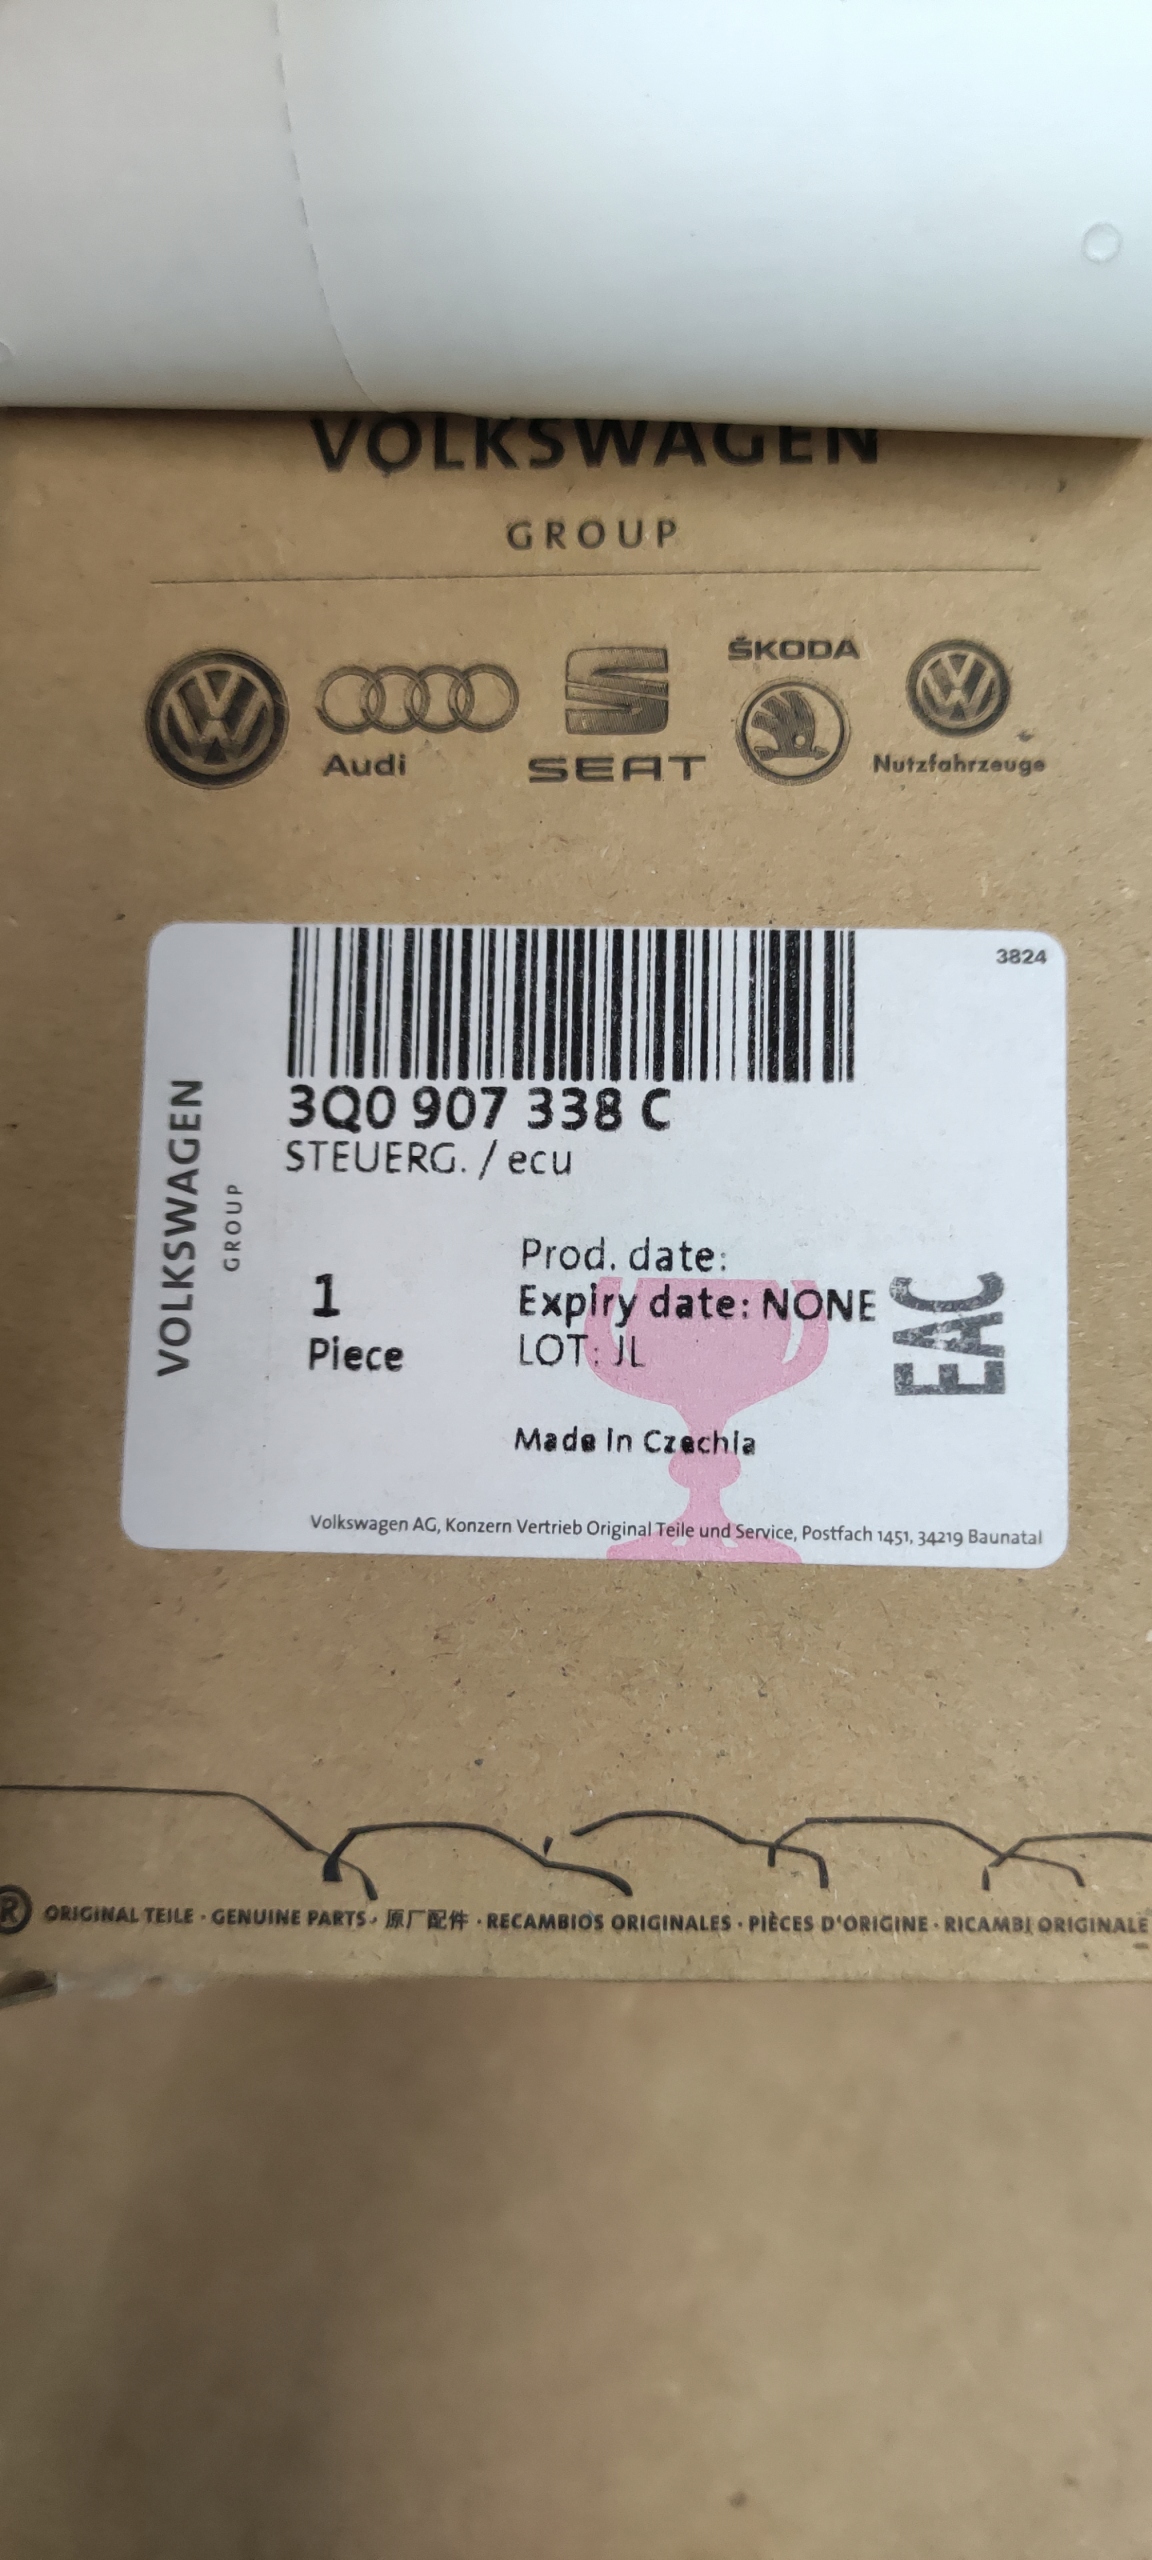 VOLKSWAGEN
GROUP
Audi
SEAT
ŠKODA
Nutzfahrzeuge
3824
3Q0 907 338 C
STEUERG. / ecu
VOLKSWAGEN
GROUP
1
Piece
Prod. date:
Expiry date: NONE
LOT: JL
EAC
Made in Czechia
Volkswagen AG, Konzern Vertrieb Original Teile und Service, Postfach 1451, 34219 Baunatal
® ORIGINAL TEILE · GENUINE PARTS · 原厂配件 · RECAMBIOS ORIGINALES · PIÈCES D'ORIGINE · RICAMBI ORIGINALE